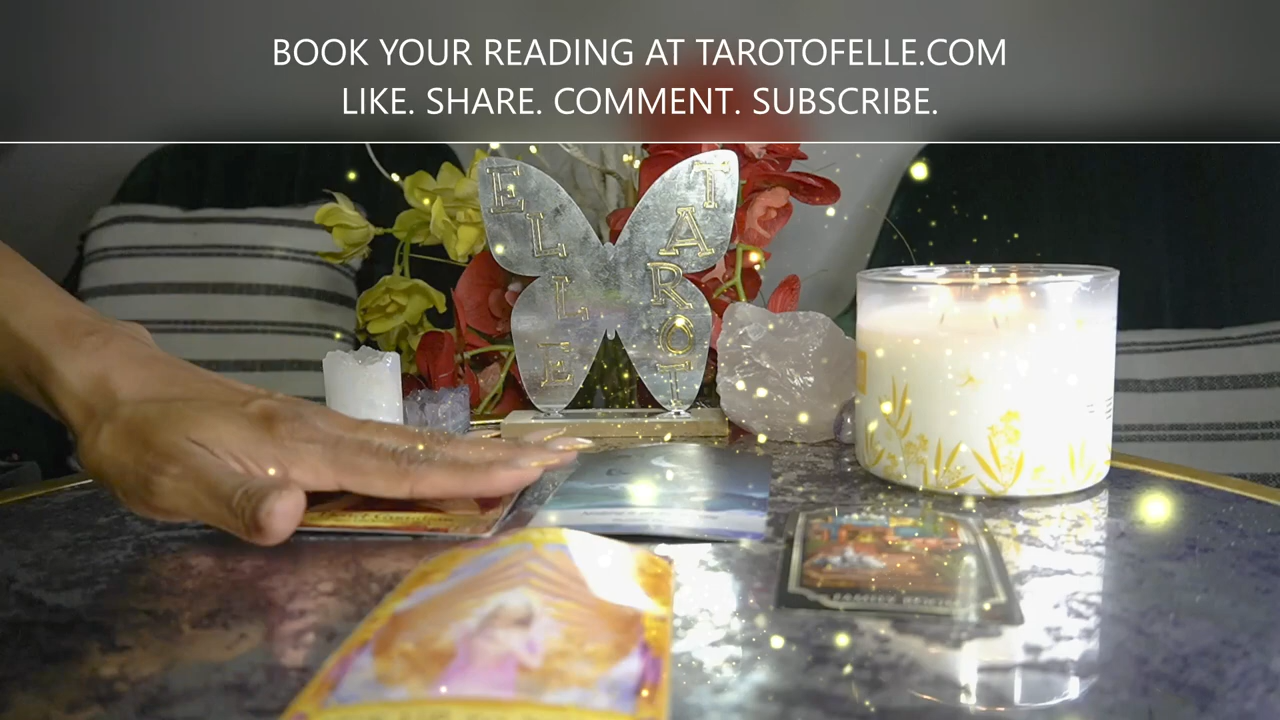 BOOK YOUR READING AT TAROTOFELLE.COM
LIKE. SHARE. COMMENT. SUBSCRIBE.
ELLE
TAROT